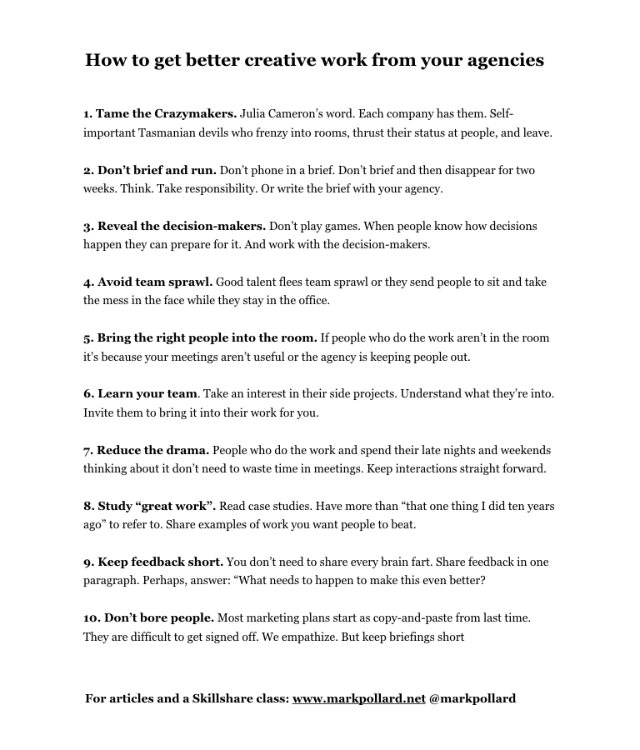 How to get better creative work from your agencies
1. Tame the Crazymakers. Julia Cameron's word. Each company has them. Self-
important Tasmanian devils who frenzy into rooms, thrust their status at people, and leave.
2. Don't brief and run. Don't phone in a brief. Don't brief and then disappear for two
weeks. Think. Take responsibility. Or write the brief with your agency.
3. Reveal the decision-makers. Don't play games. When people know how decisions
happen they can prepare for it. And work with the decision-makers.
4. Avoid team sprawl. Good talent flees team sprawl or they send people to sit and take
the mess in the face while they stay in the office.
5. Bring the right people into the room. If people who do the work aren't in the room
it's because your meetings aren't useful or the agency is keeping people out.
6. Learn your team. Take an interest in their side projects. Understand what they're into.
Invite them to bring it into their work for you.
7. Reduce the drama. People who do the work and spend their late nights and weekends
thinking about it don't need to waste time in meetings. Keep interactions straight forward.
8. Study “great work”. Read case studies. Have more than “that one thing I did ten years
ago” to refer to. Share examples of work you want people to beat.
9. Keep feedback short. You don't need to share every brain fart. Share feedback in one
paragraph. Perhaps, answer: “What needs to happen to make this even better?
10. Don't bore people. Most marketing plans start as copy-and-paste from last time.
They are difficult to get signed off. We empathize. But keep briefings short
For articles and a Skillshare class: www.markpollard.net @markpollard